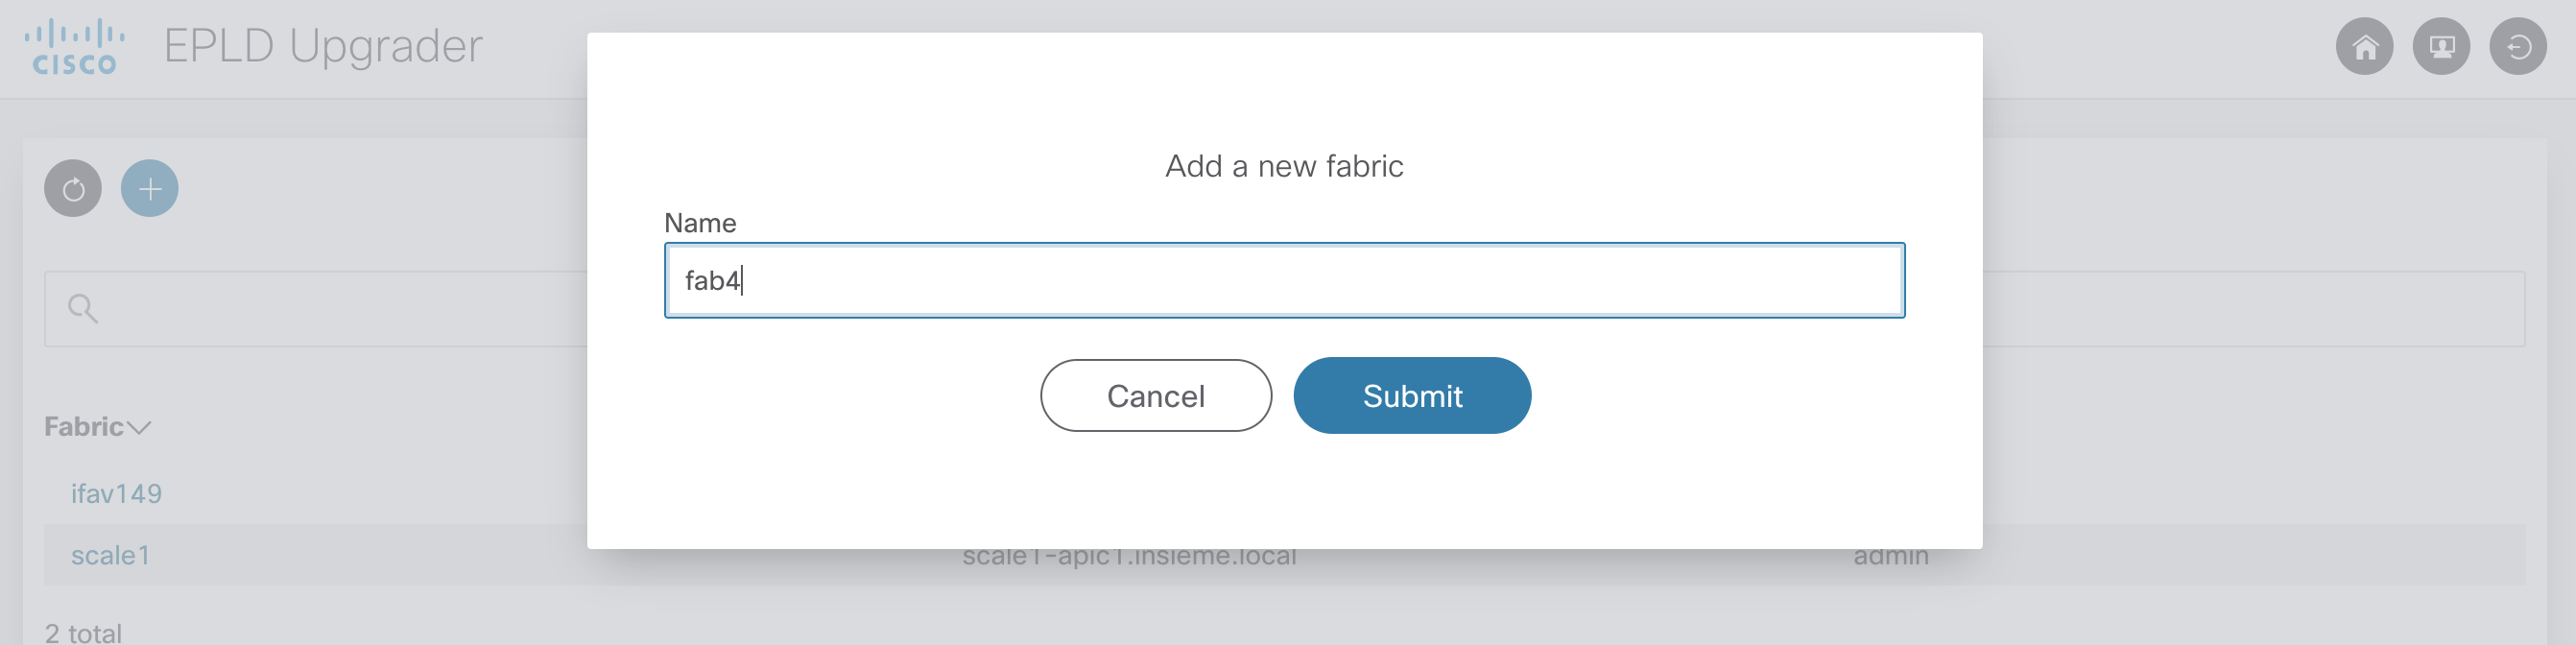 CISCO
EPLD Upgrader
Add a new fabric
Name
fab4
Cancel
Submit
Fabric
ifav149
scale1 scale1-apic1.insieme.local admin
2 total